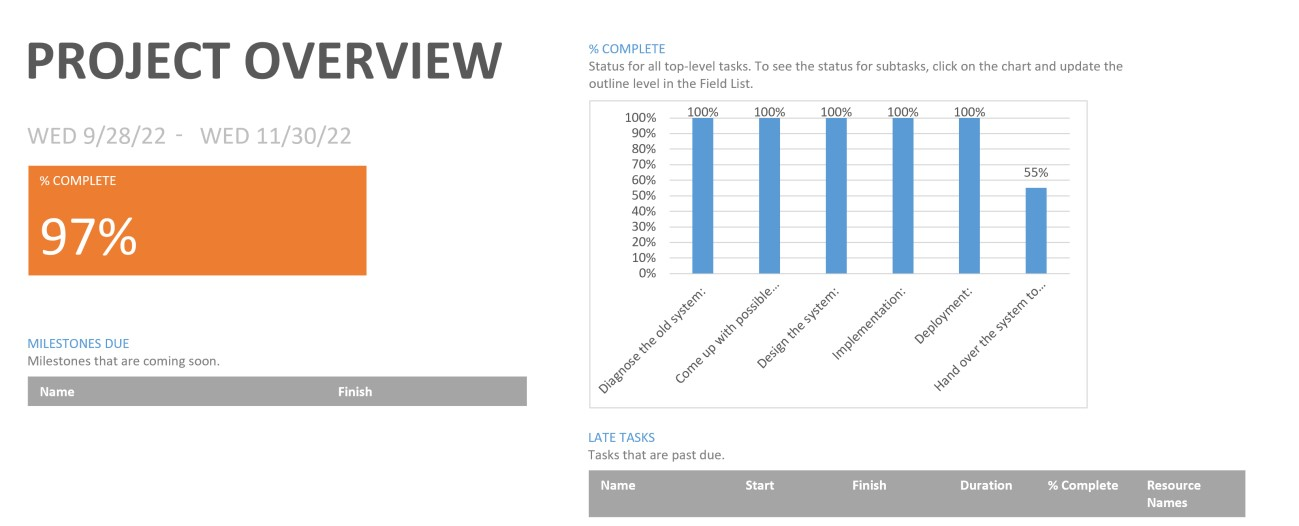 PROJECT OVERVIEW
WED 9/28/22 - WED 11/30/22
% COMPLETE
97%
MILESTONES DUE
Milestones that are coming soon.
Name Finish
% COMPLETE
Status for all top-level tasks. To see the status for subtasks, click on the chart and update the
outline level in the Field List.
100% 100% 100% 100% 100% 55%
100%
90%
80%
70%
60%
50%
40%
30%
20%
10%
0%
Diagnose the old system:
Come up with possible...
Design the system:
Implementation:
Deployment:
Hand over the system to...
LATE TASKS
Tasks that are past due.
Name Start Finish Duration % Complete Resource
Names